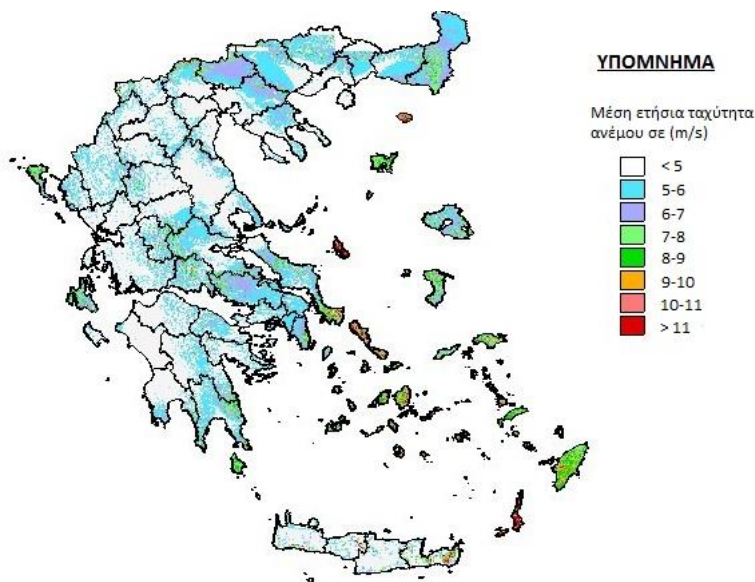 ΥΠΟΜΝΗΜΑ
Μέση ετήσια ταχύτητα
ανέμου σε (m/s)
< 5
5-6
6-7
7-8
8-9
9-10
10-11
> 11